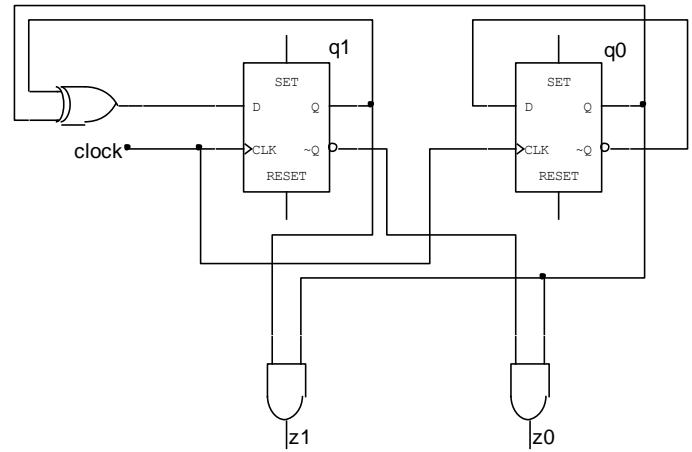 q1
q0
SET
SET
D Q
D Q
clock
CLK ~Q
CLK ~Q
RESET
RESET
z1
z0